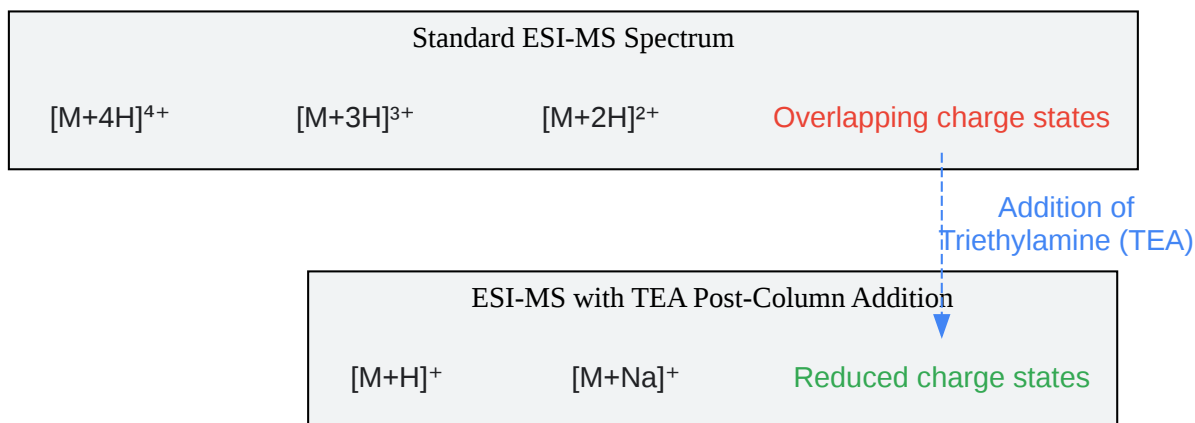 Standard ESI-MS Spectrum
[M+4H]⁴⁺ [M+3H]³⁺ [M+2H]²⁺ Overlapping charge states
Addition of
Triethylamine (TEA)
ESI-MS with TEA Post-Column Addition
[M+H]⁺ [M+Na]⁺ Reduced charge states